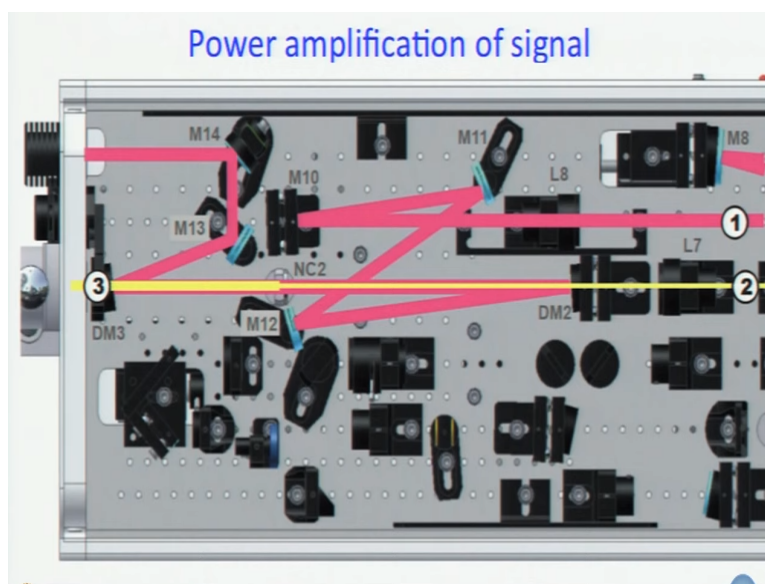 Power amplification of signal
M14
M11
M8
M10
L8
M13
1
NC2
L7
3
2
DM3
M12
DM2